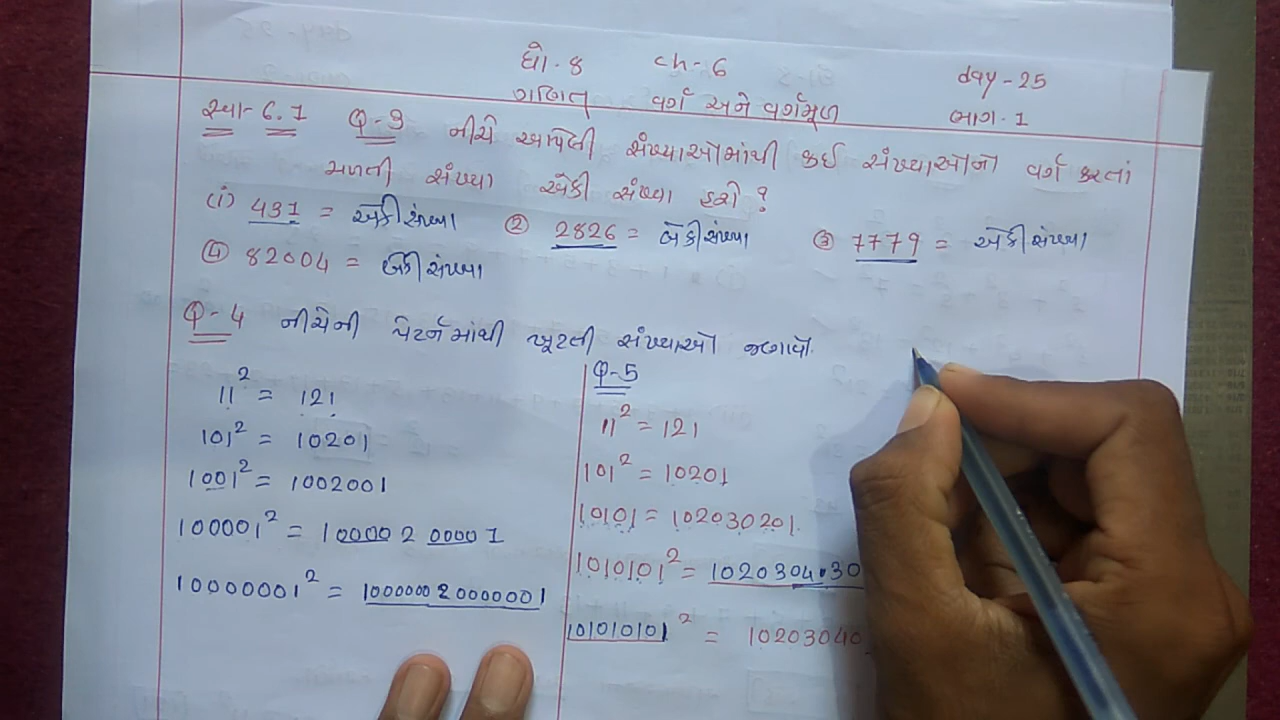 ધો. 8 ch-6 day-25
ગણિત વર્ગ અને વર્ગમૂળ ભાગ.1
સ્વા- 6.1 Q-3 નીચે આપેલી સંખ્યાઓમાંથી કઈ સંખ્યાઓનો વર્ગ કરતાં
મળતી સંખ્યા એકી સંખ્યા હશે?
(i) 431 = એકી સંખ્યા ② 2826 = બેકી સંખ્યા ③ 7779 = એકી સંખ્યા
④ 82004 = બેકી સંખ્યા
Q-4 નીચેની પેટર્નમાંથી ખૂટતી સંખ્યાઓ જણાવો.
11² = 121
101² = 10201
1001² = 1002001
100001² = 10000200001
10000001² = 100000020000001
Q-5
11² = 121
101² = 10201
10101 = 102030201.
1010101² = 1020304.30
101010101² = 10203040